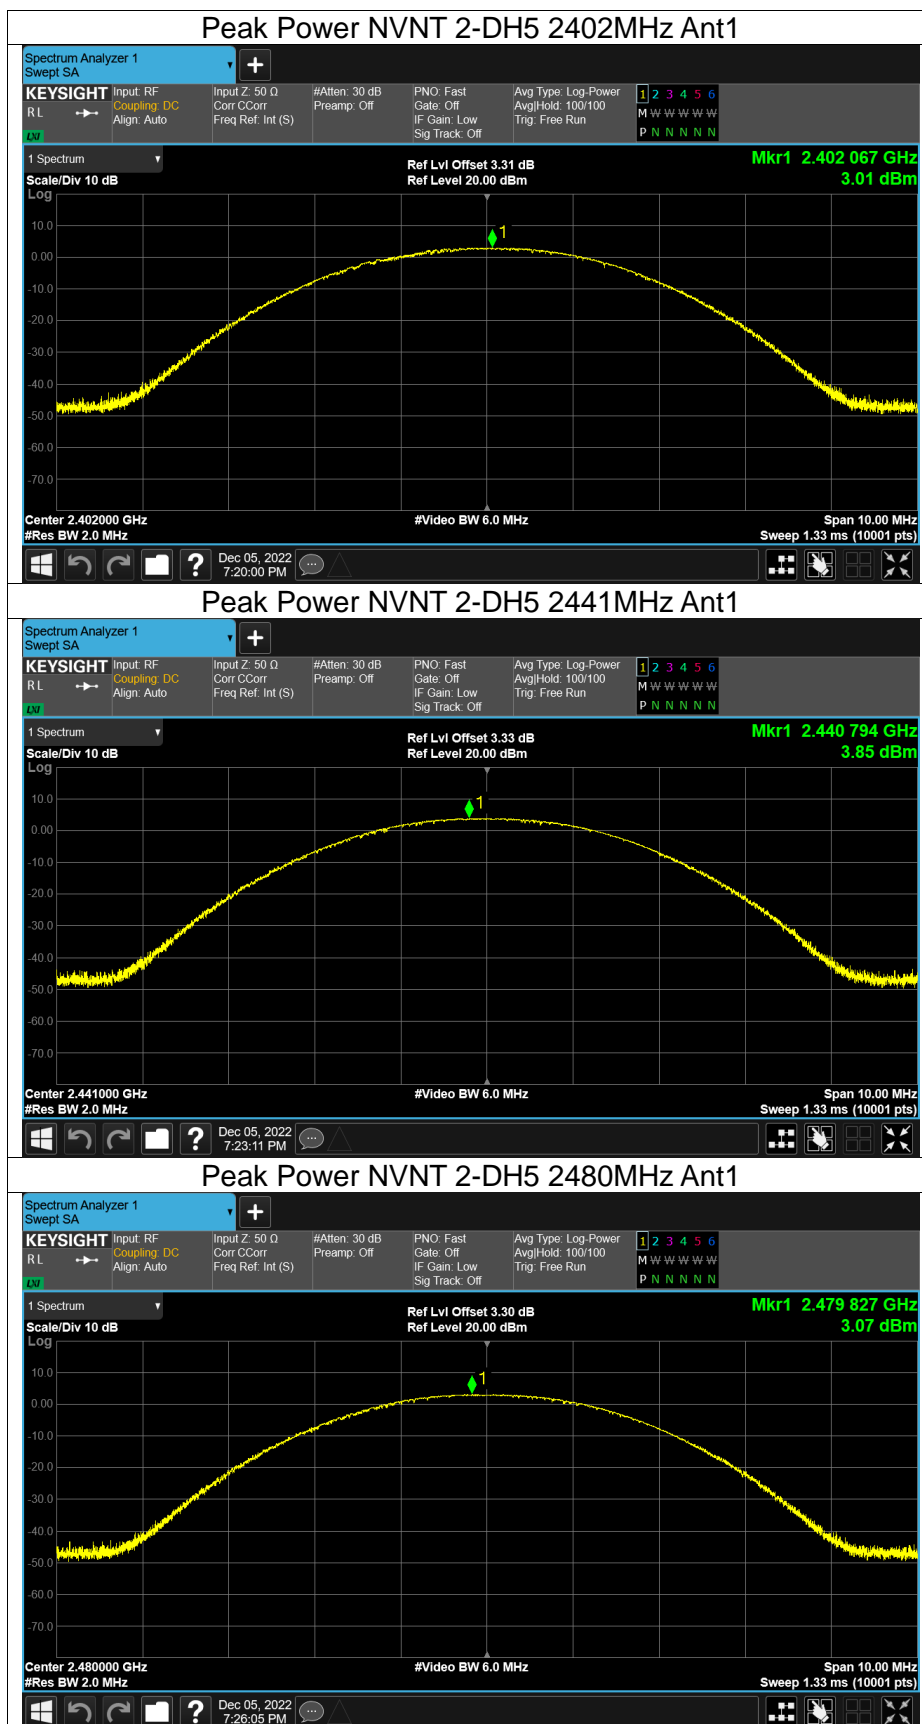 Peak Power NVNT 2-DH5 2402MHz Ant1
Spectrum Analyzer 1
Swept SA
+
KEYSIGHT Input: RF Input Z: 50 Ω #Atten: 30 dB PNO: Fast Avg Type: Log-Power 1 2 3 4 5 6
R L Coupling: DC Corr CCorr Preamp: Off Gate: Off Avg|Hold: 100/100 M W W W W W
Align: Auto Freq Ref: Int (S) IF Gain: Low Trig: Free Run
LXI Sig Track: Off P N N N N N
1 Spectrum Ref Lvl Offset 3.31 dB Mkr1 2.402 067 GHz
Scale/Div 10 dB Ref Level 20.00 dBm 3.01 dBm
Log
1
10.0
0.00
-10.0
-20.0
-30.0
-40.0
-50.0
-60.0
-70.0
Center 2.402000 GHz #Video BW 6.0 MHz Span 10.00 MHz
#Res BW 2.0 MHz Sweep 1.33 ms (10001 pts)
? Dec 05, 2022
7:20:00 PM
Peak Power NVNT 2-DH5 2441MHz Ant1
Spectrum Analyzer 1
Swept SA
+
KEYSIGHT Input: RF Input Z: 50 Ω #Atten: 30 dB PNO: Fast Avg Type: Log-Power 1 2 3 4 5 6
R L Coupling: DC Corr CCorr Preamp: Off Gate: Off Avg|Hold: 100/100 M W W W W W
Align: Auto Freq Ref: Int (S) IF Gain: Low Trig: Free Run
LXI Sig Track: Off P N N N N N
1 Spectrum Ref Lvl Offset 3.33 dB Mkr1 2.440 794 GHz
Scale/Div 10 dB Ref Level 20.00 dBm 3.85 dBm
Log
1
10.0
0.00
-10.0
-20.0
-30.0
-40.0
-50.0
-60.0
-70.0
Center 2.441000 GHz #Video BW 6.0 MHz Span 10.00 MHz
#Res BW 2.0 MHz Sweep 1.33 ms (10001 pts)
? Dec 05, 2022
7:23:11 PM
Peak Power NVNT 2-DH5 2480MHz Ant1
Spectrum Analyzer 1
Swept SA
+
KEYSIGHT Input: RF Input Z: 50 Ω #Atten: 30 dB PNO: Fast Avg Type: Log-Power 1 2 3 4 5 6
R L Coupling: DC Corr CCorr Preamp: Off Gate: Off Avg|Hold: 100/100 M W W W W W
Align: Auto Freq Ref: Int (S) IF Gain: Low Trig: Free Run
LXI Sig Track: Off P N N N N N
1 Spectrum Ref Lvl Offset 3.30 dB Mkr1 2.479 827 GHz
Scale/Div 10 dB Ref Level 20.00 dBm 3.07 dBm
Log
1
10.0
0.00
-10.0
-20.0
-30.0
-40.0
-50.0
-60.0
-70.0
Center 2.480000 GHz #Video BW 6.0 MHz Span 10.00 MHz
#Res BW 2.0 MHz Sweep 1.33 ms (10001 pts)
? Dec 05, 2022
7:26:05 PM